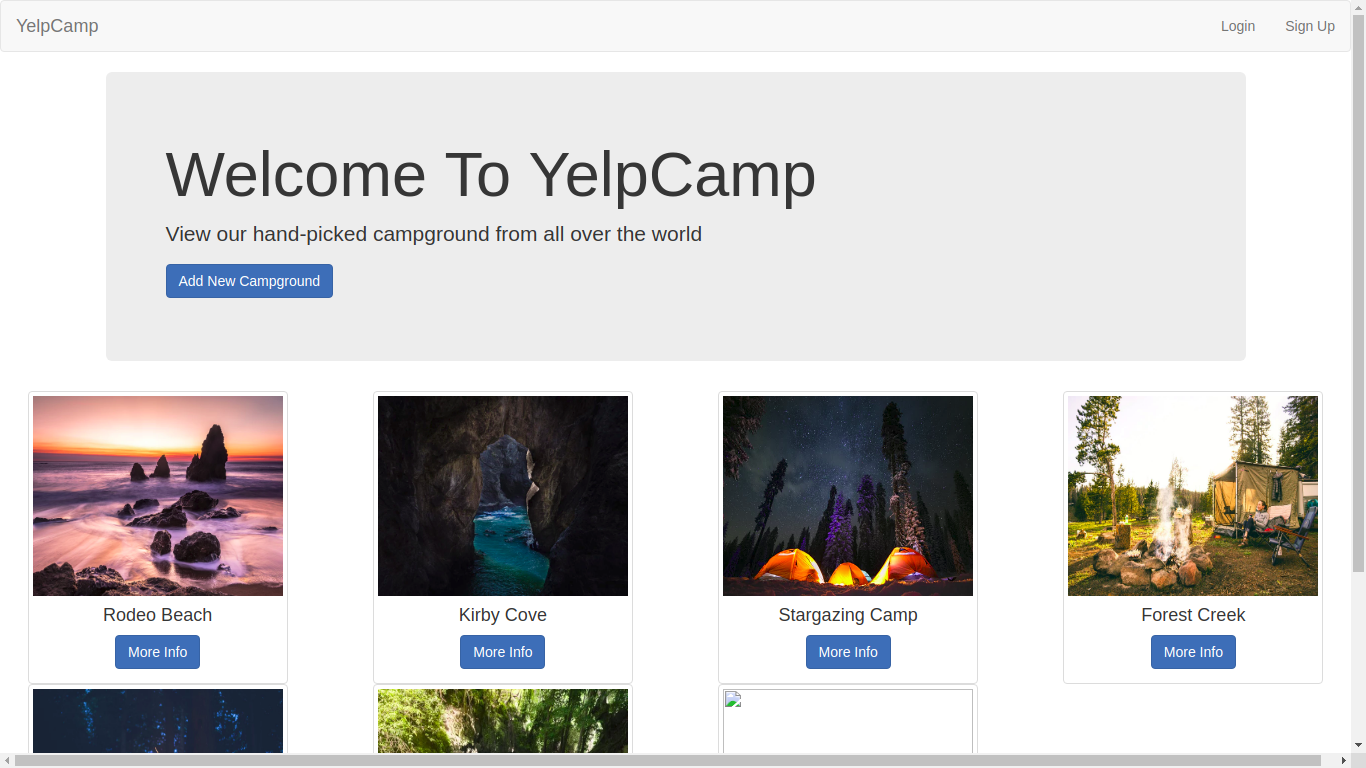 YelpCamp
Login
Sign Up
Welcome To YelpCamp
View our hand-picked campground from all over the world
Add New Campground
Rodeo Beach
Kirby Cove
Stargazing Camp
Forest Creek
More Info
More Info
More Info
More Info